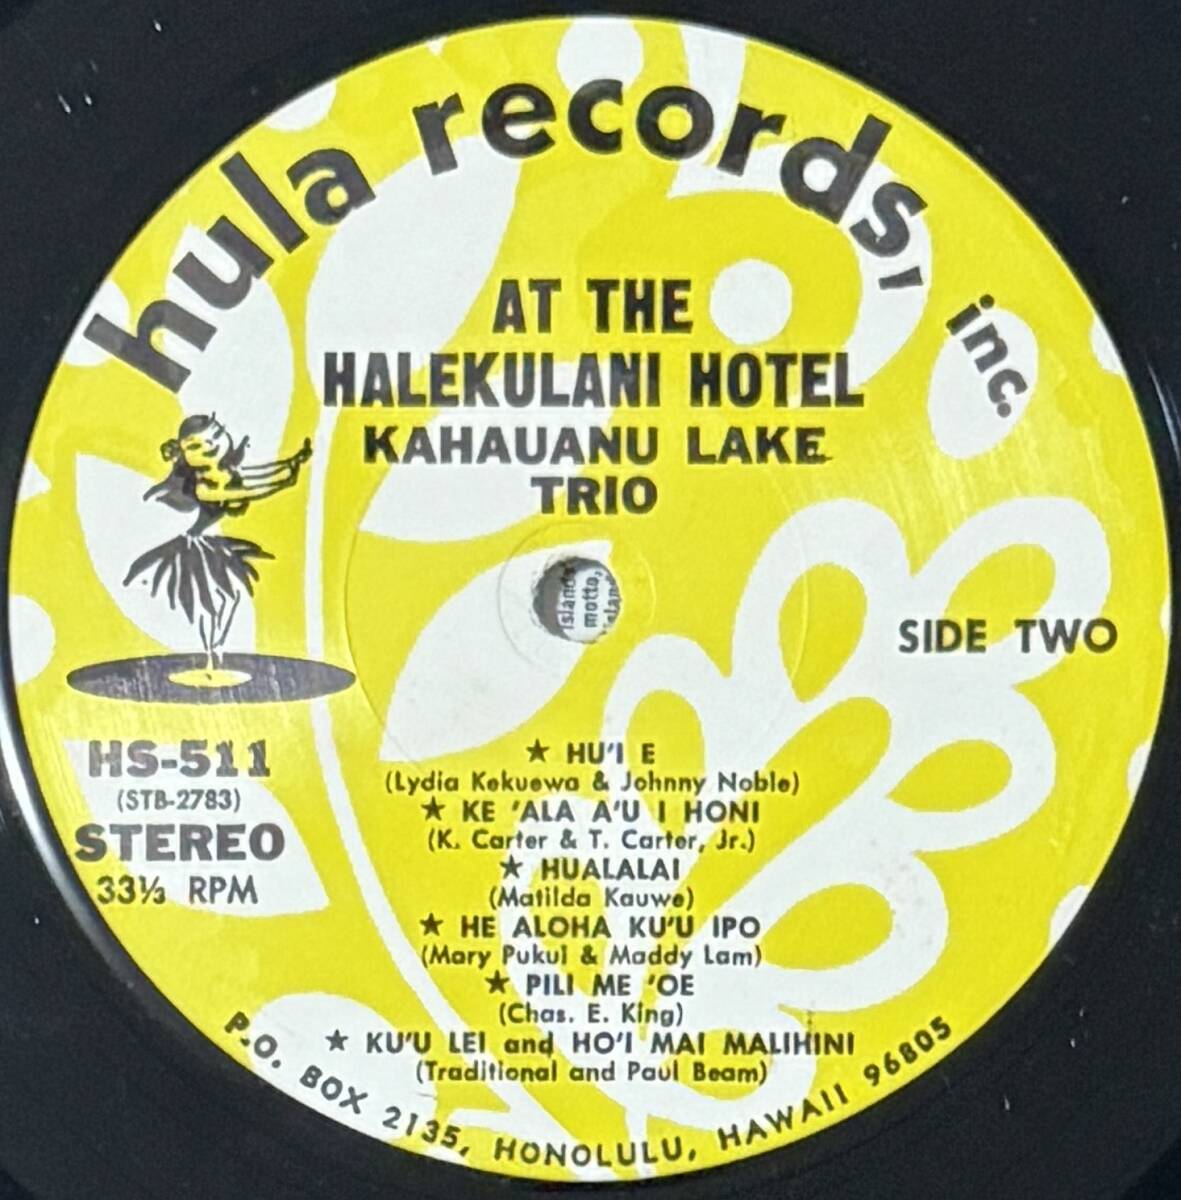 hula records, inc.
AT THE
HALEKULANI HOTEL
KAHAUANU LAKE
TRIO
islands
motto,
SIDE TWO
HS-511
(STB-2783)
STEREO
33⅓ RPM
★ HU'I E
(Lydia Kekuewa & Johnny Noble)
★ KE 'ALA A'U I HONI
(K. Carter & T. Carter, Jr.)
★ HUALALAI
(Matilda Kauwe)
★ HE ALOHA KU'U IPO
(Mary Pukui & Maddy Lam)
★ PILI ME 'OE
(Chas. E. King)
★ KU'U LEI and HO'I MAI MALIHINI
(Traditional and Paul Beam)
P.O. BOX 2135, HONOLULU, HAWAII 96805